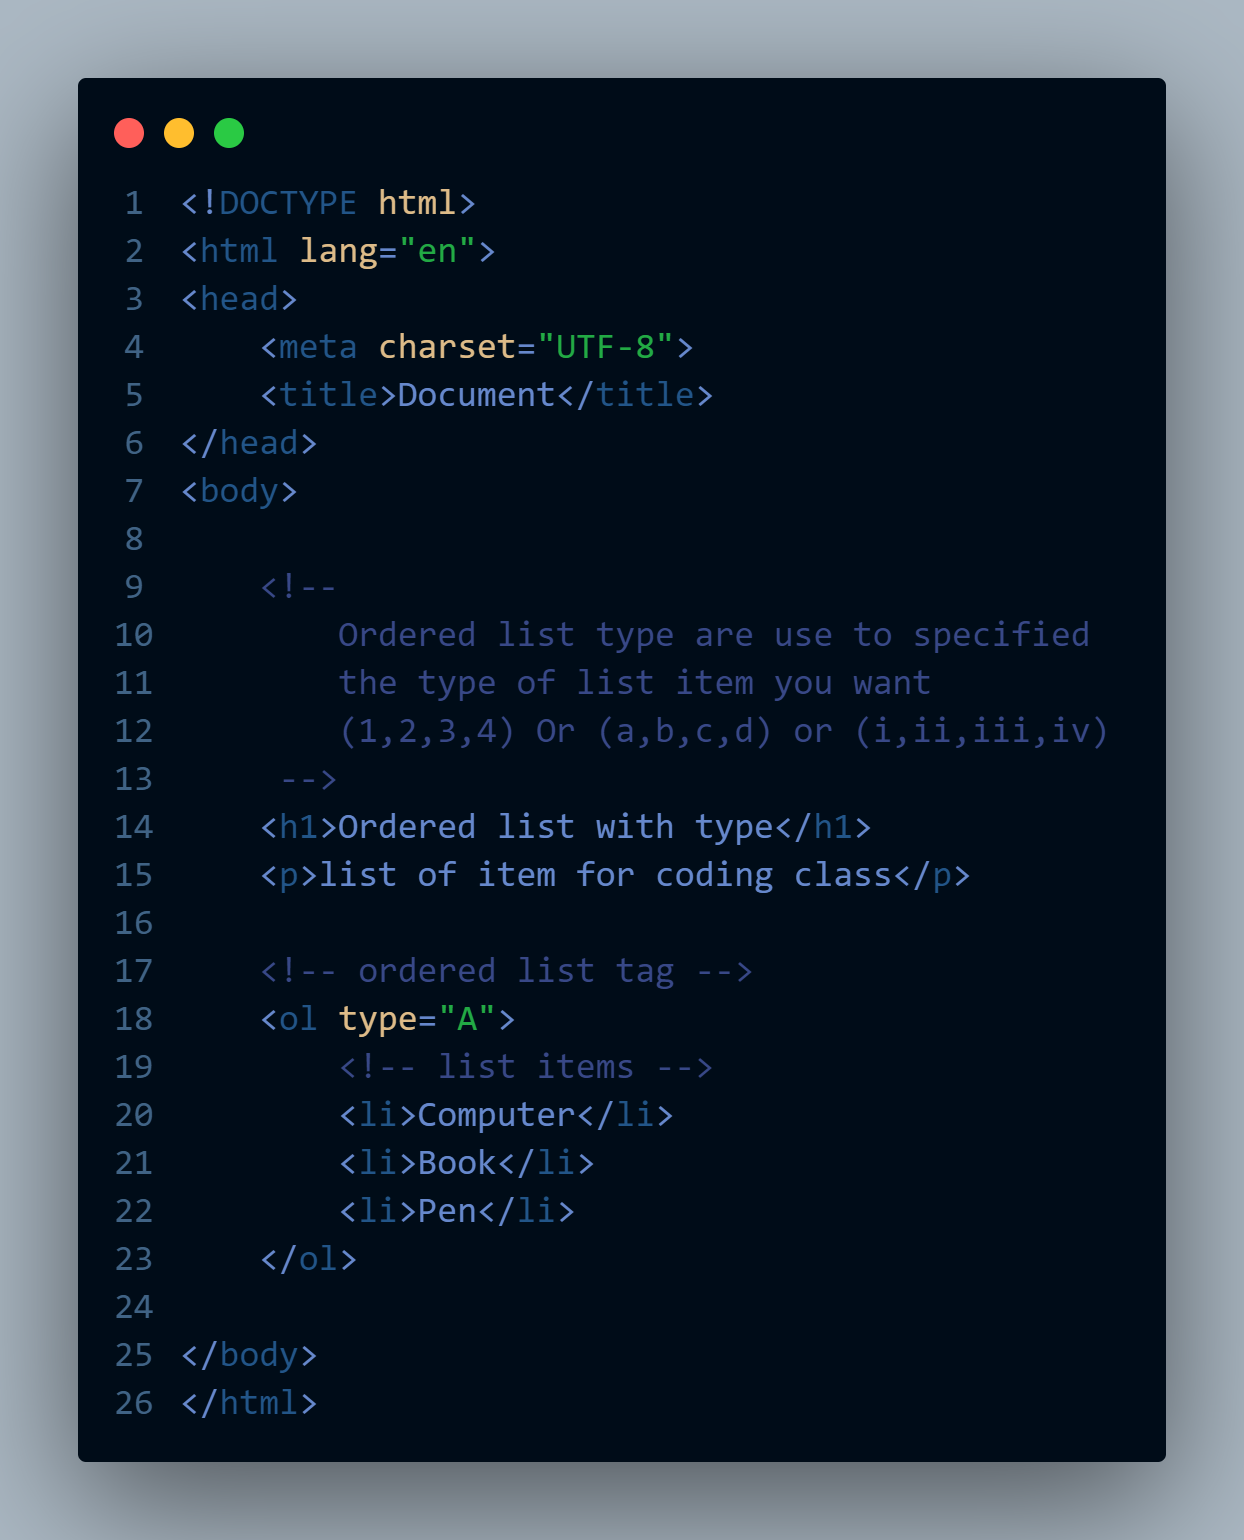 1 <!DOCTYPE html>
2 <html lang="en">
3 <head>
4     <meta charset="UTF-8">
5     <title>Document</title>
6 </head>
7 <body>
8
9     <!--
10         Ordered list type are use to specified
11         the type of list item you want
12         (1,2,3,4) Or (a,b,c,d) or (i,ii,iii,iv)
13      -->
14     <h1>Ordered list with type</h1>
15     <p>list of item for coding class</p>
16
17     <!-- ordered list tag -->
18     <ol type="A">
19         <!-- list items -->
20         <li>Computer</li>
21         <li>Book</li>
22         <li>Pen</li>
23     </ol>
24
25 </body>
26 </html>